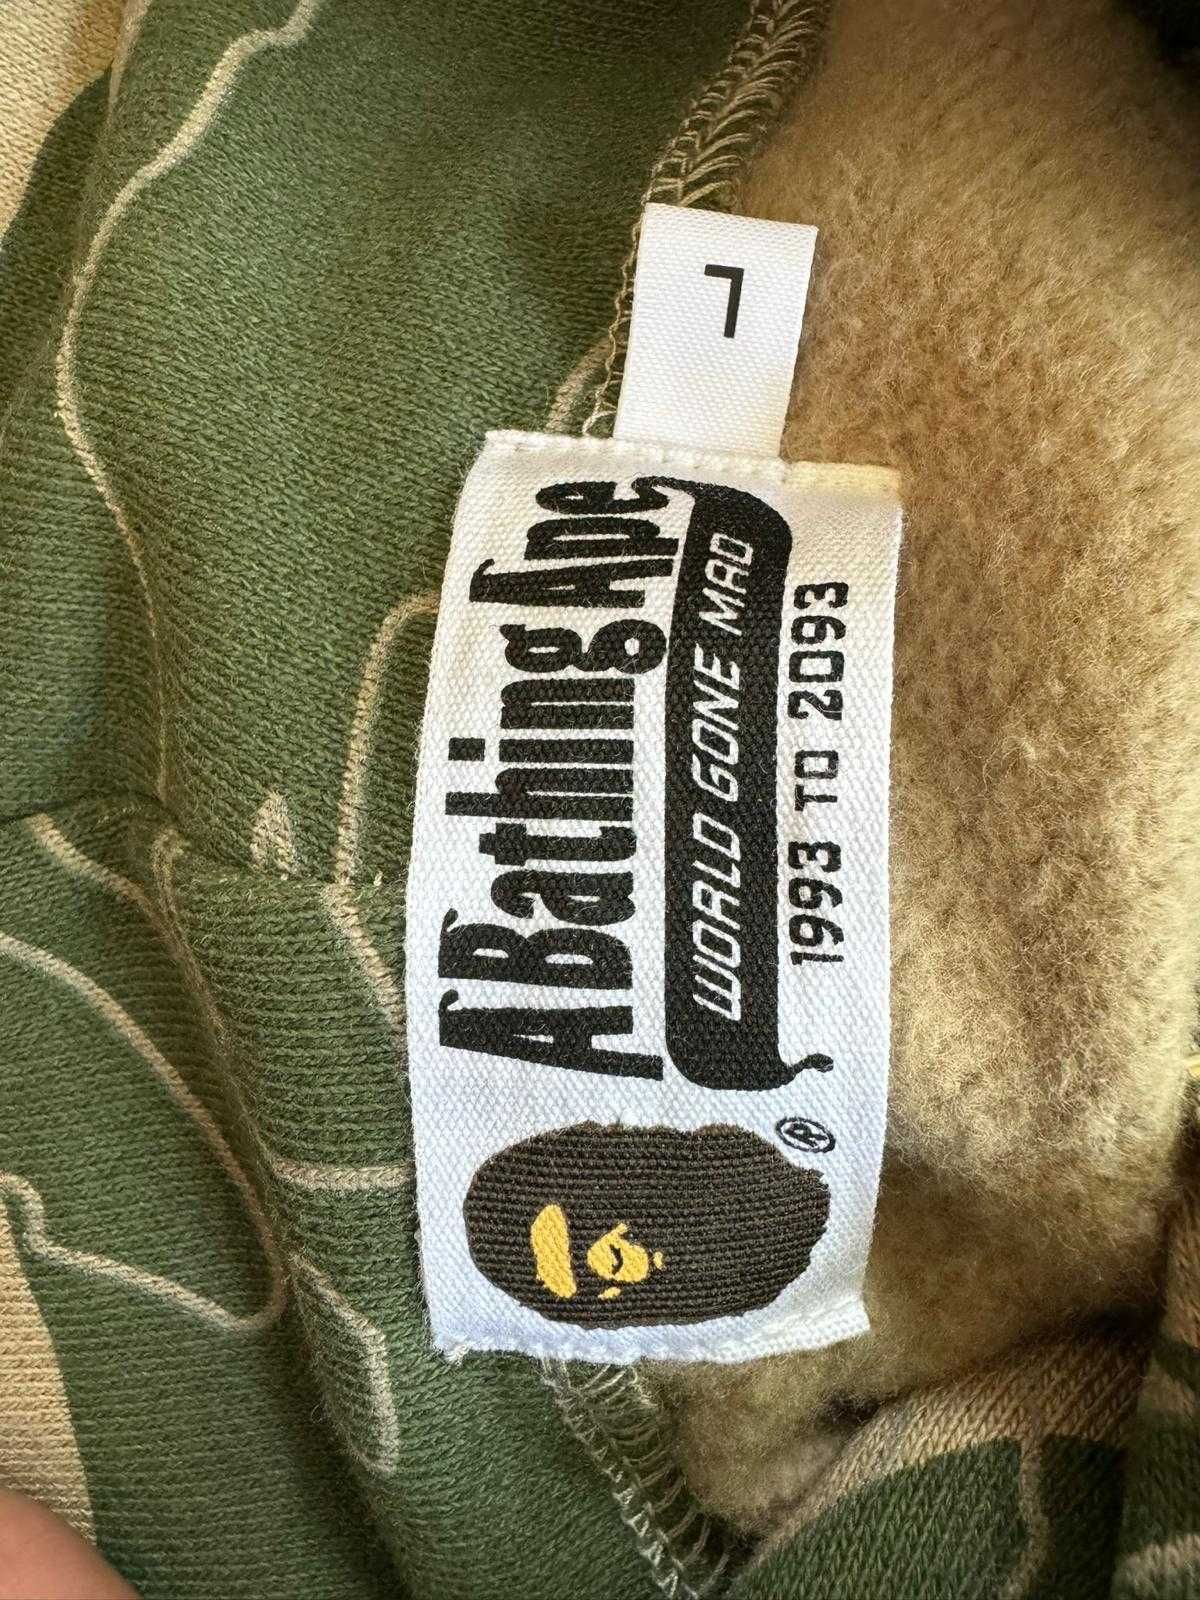 A Bathing Ape
WORLD GONE MAD
1993 TO 2093
®
L